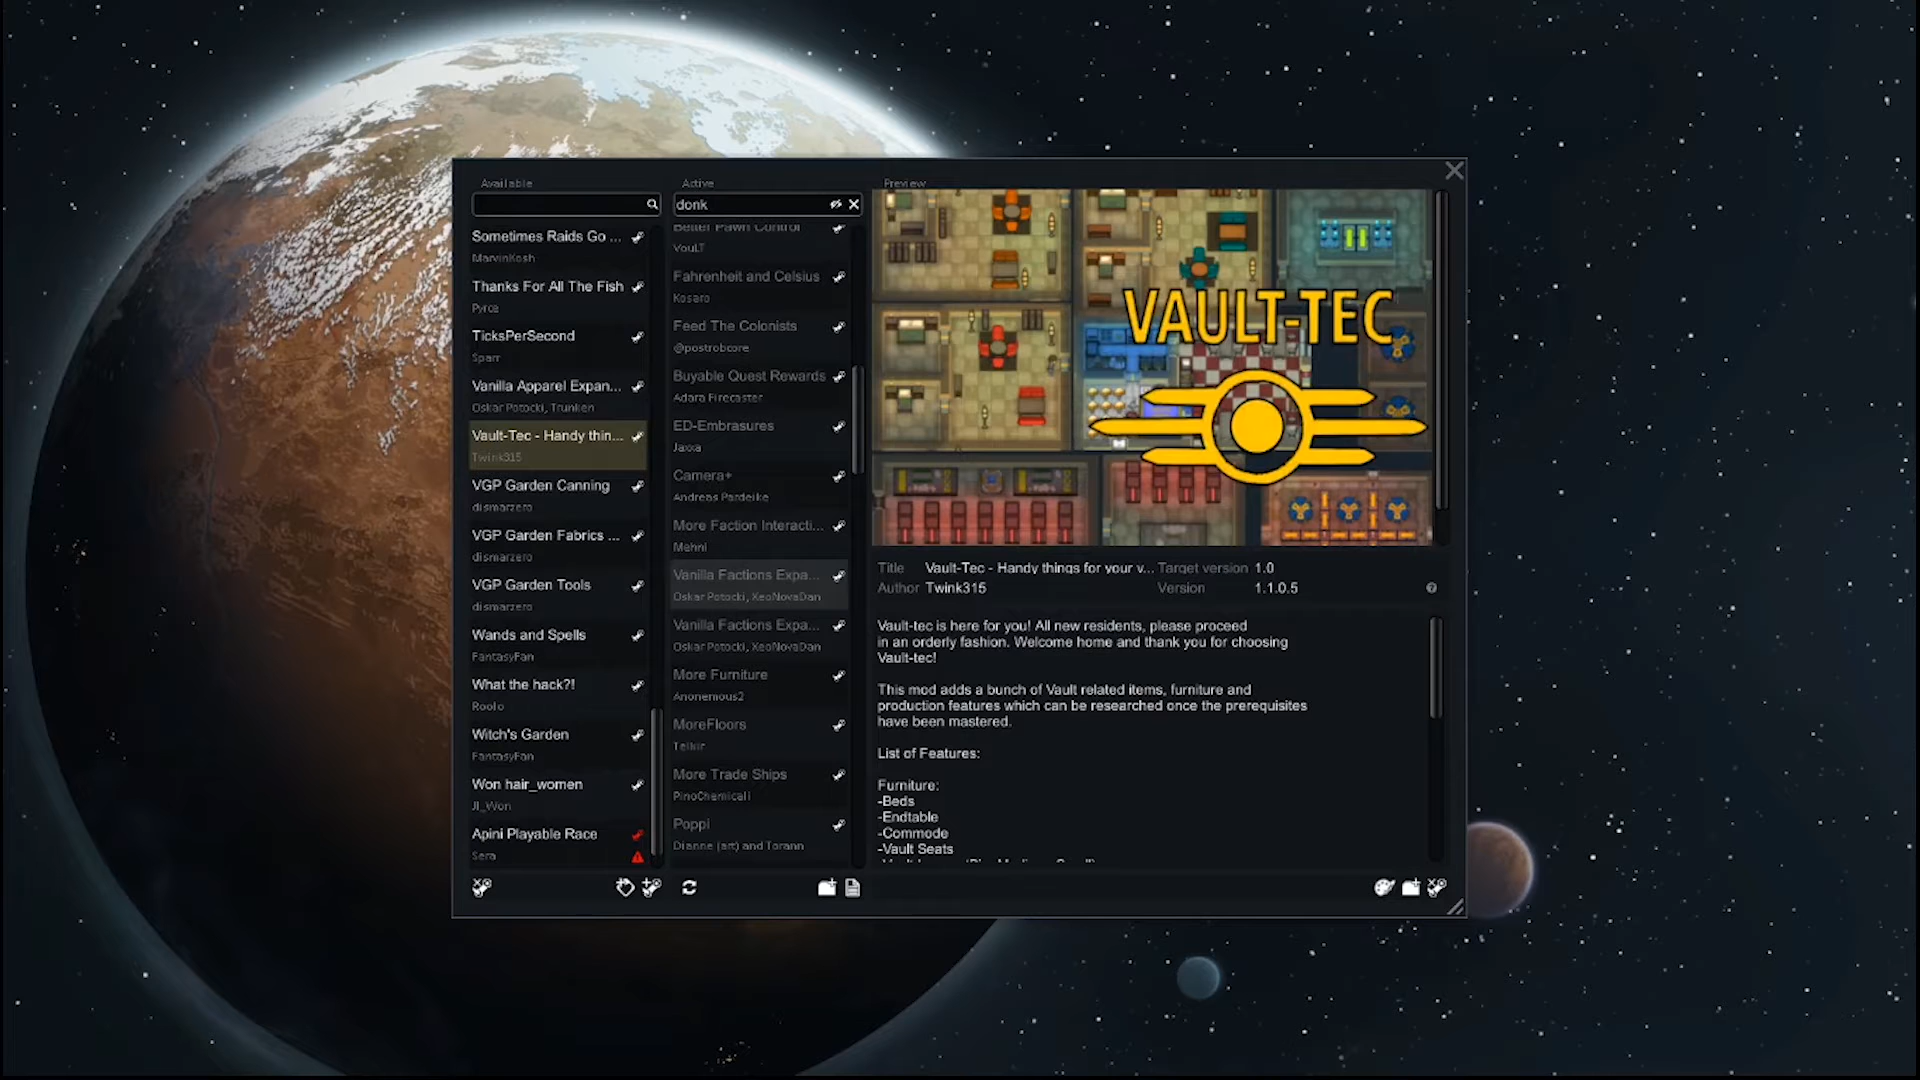 Available
Sometimes Raids Go ...
MarvinKosh
Thanks For All The Fish
Pyrce
TicksPerSecond
Sparr
Vanilla Apparel Expan...
Oskar Potocki, Trunken
Vault-Tec - Handy thin...
Twink315
VGP Garden Canning
dismarzero
VGP Garden Fabrics ...
dismarzero
VGP Garden Tools
dismarzero
Wands and Spells
FantasyFan
What the hack?!
Roolo
Witch's Garden
FantasyFan
Won hair_women
JI_Won
Apini Playable Race
Sera
Active
donk
Better Pawn Control
VouLT
Fahrenheit and Celsius
Kosaro
Feed The Colonists
@postrobcore
Buyable Quest Rewards
Adara Firecaster
ED-Embrasures
Jaxxa
Camera+
Andreas Pardeike
More Faction Interacti...
Mehni
Vanilla Factions Expa...
Oskar Potocki, XeoNovaDan
Vanilla Factions Expa...
Oskar Potocki, XeoNovaDan
More Furniture
Anonemous2
MoreFloors
Telkir
More Trade Ships
PinoChemicali
Poppi
Dianne (art) and Torann
Preview
VAULT-TEC
Title Vault-Tec - Handy things for your v... Target version 1.0
Author Twink315 Version 1.1.0.5
Vault-tec is here for you! All new residents, please proceed
in an orderly fashion. Welcome home and thank you for choosing
Vault-tec!
This mod adds a bunch of Vault related items, furniture and
production features which can be researched once the prerequisites
have been mastered.
List of Features:
Furniture:
-Beds
-Endtable
-Commode
-Vault Seats